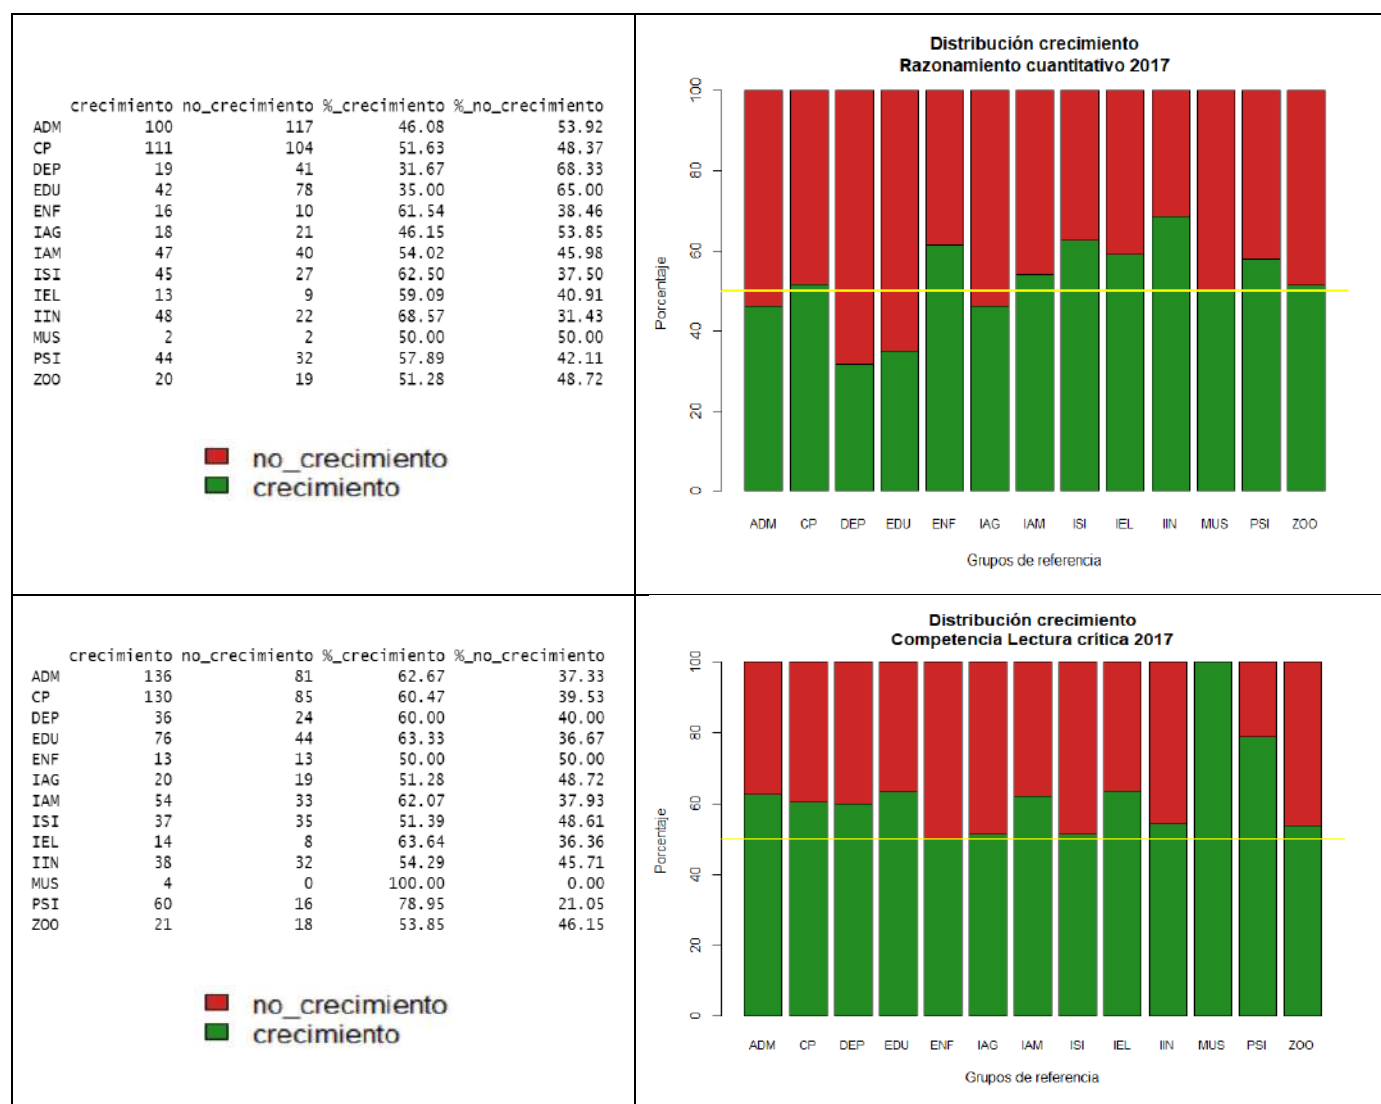 crecimiento no_crecimiento %_crecimiento %_no_crecimiento
ADM 100 117 46.08 53.92
CP 111 104 51.63 48.37
DEP 19 41 31.67 68.33
EDU 42 78 35.00 65.00
ENF 16 10 61.54 38.46
IAG 18 21 46.15 53.85
IAM 47 40 54.02 45.98
ISI 45 27 62.50 37.50
IEL 13 9 59.09 40.91
IIN 48 22 68.57 31.43
MUS 2 2 50.00 50.00
PSI 44 32 57.89 42.11
ZOO 20 19 51.28 48.72
no_crecimiento
crecimiento
Distribución crecimiento
Razonamiento cuantitativo 2017
Porcentaje
100
80
60
40
20
0
ADM CP DEP EDU ENF IAG IAM ISI IEL IIN MUS PSI ZOO
Grupos de referencia
crecimiento no_crecimiento %_crecimiento %_no_crecimiento
ADM 136 81 62.67 37.33
CP 130 85 60.47 39.53
DEP 36 24 60.00 40.00
EDU 76 44 63.33 36.67
ENF 13 13 50.00 50.00
IAG 20 19 51.28 48.72
IAM 54 33 62.07 37.93
ISI 37 35 51.39 48.61
IEL 14 8 63.64 36.36
IIN 38 32 54.29 45.71
MUS 4 0 100.00 0.00
PSI 60 16 78.95 21.05
ZOO 21 18 53.85 46.15
no_crecimiento
crecimiento
Distribución crecimiento
Competencia Lectura crítica 2017
Porcentaje
100
80
60
40
20
0
ADM CP DEP EDU ENF IAG IAM ISI IEL IIN MUS PSI ZOO
Grupos de referencia